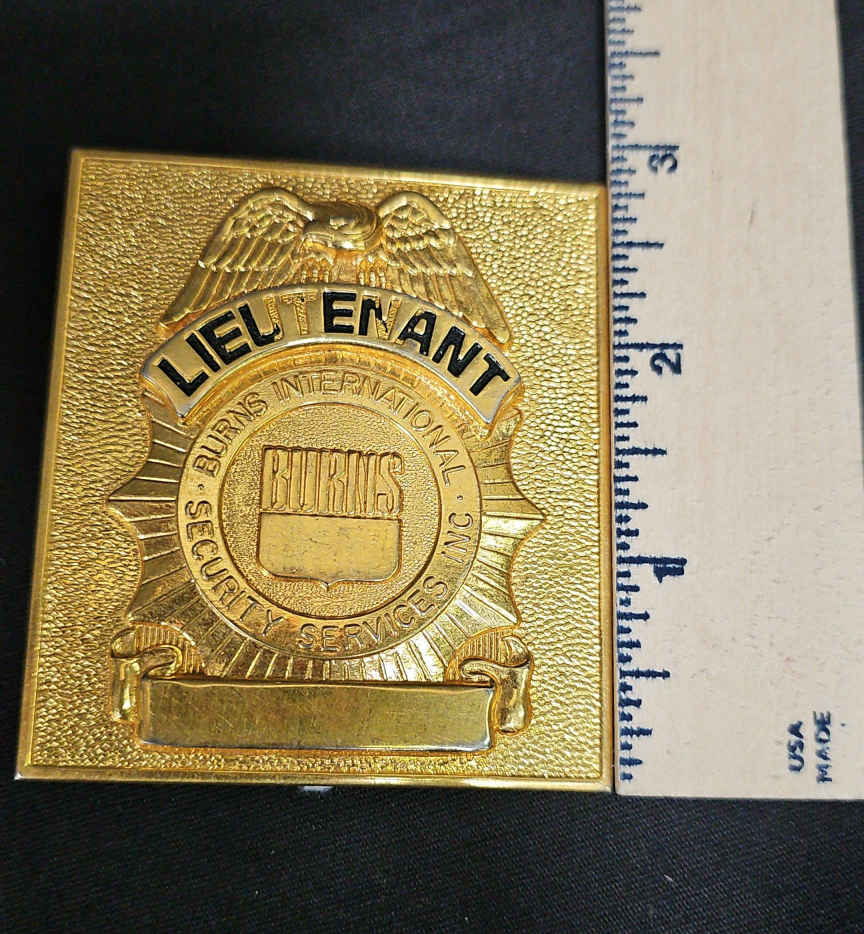 LIEUTENANT
BURNS INTERNATIONAL
BURNS
SECURITY SERVICES INC
3
2
1
USA
MADE